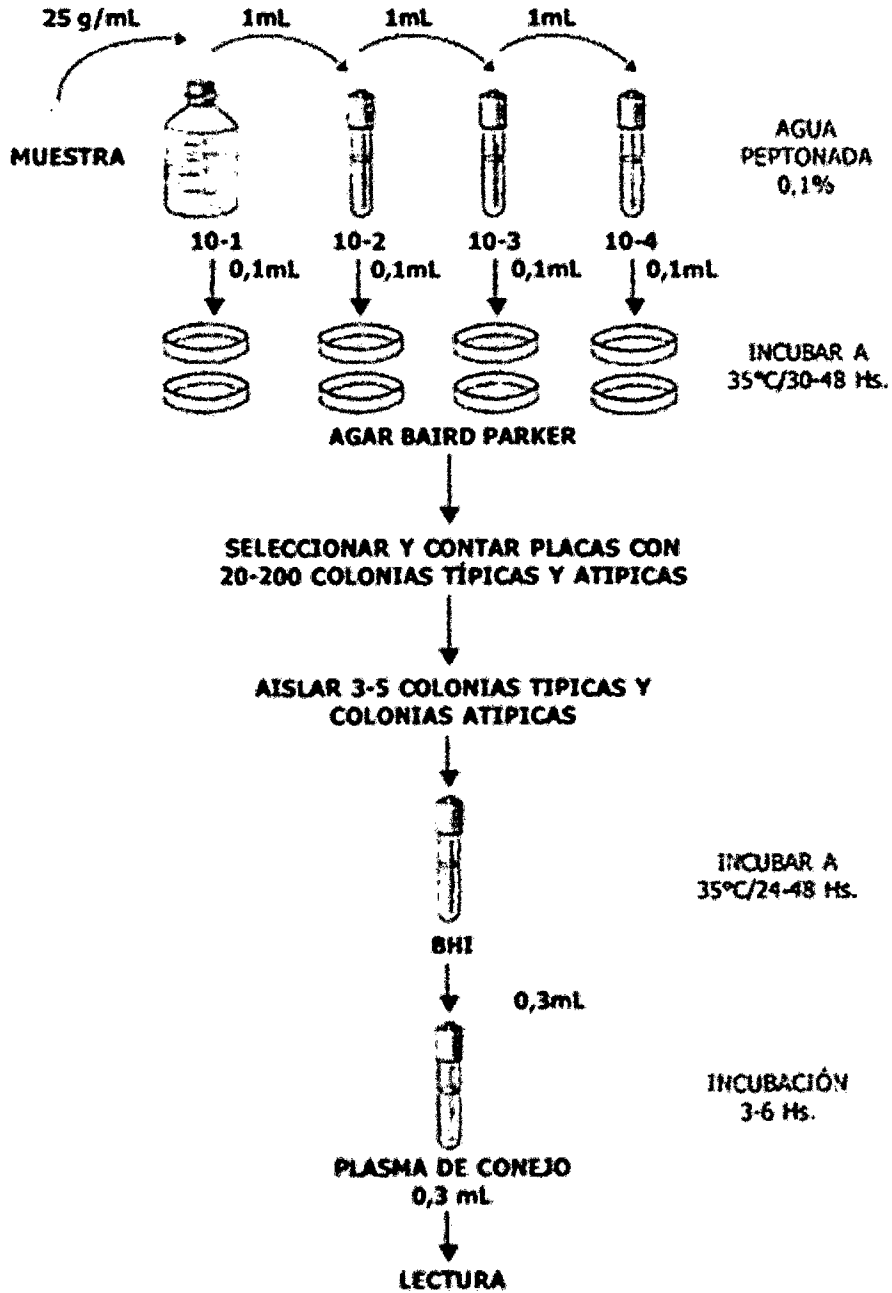 25 g/mL 1mL 1mL 1mL
MUESTRA
AGUA
PEPTONADA
0,1%
10-1 10-2 10-3 10-4
0,1mL 0,1mL 0,1mL 0,1mL
INCUBAR A
35°C/30-48 Hs.
AGAR BAIRD PARKER
SELECCIONAR Y CONTAR PLACAS CON
20-200 COLONIAS TÍPICAS Y ATIPICAS
AISLAR 3-5 COLONIAS TIPICAS Y
COLONIAS ATIPICAS
INCUBAR A
35°C/24-48 Hs.
BHI
0,3mL
INCUBACIÓN
3-6 Hs.
PLASMA DE CONEJO
0,3 mL
LECTURA